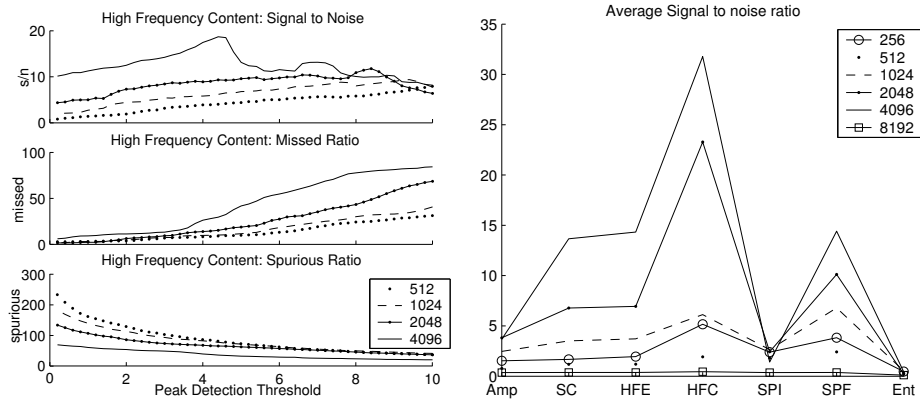 High Frequency Content: Signal to Noise
20
10
0
s/n
High Frequency Content: Missed Ratio
100
50
0
missed
High Frequency Content: Spurious Ratio
300
200
100
0
spurious
512
1024
2048
4096
0 2 4 6 8 10
Peak Detection Threshold
Average Signal to noise ratio
35
30
25
20
15
10
5
0
256
512
1024
2048
4096
8192
Amp SC HFE HFC SPI SPF Ent